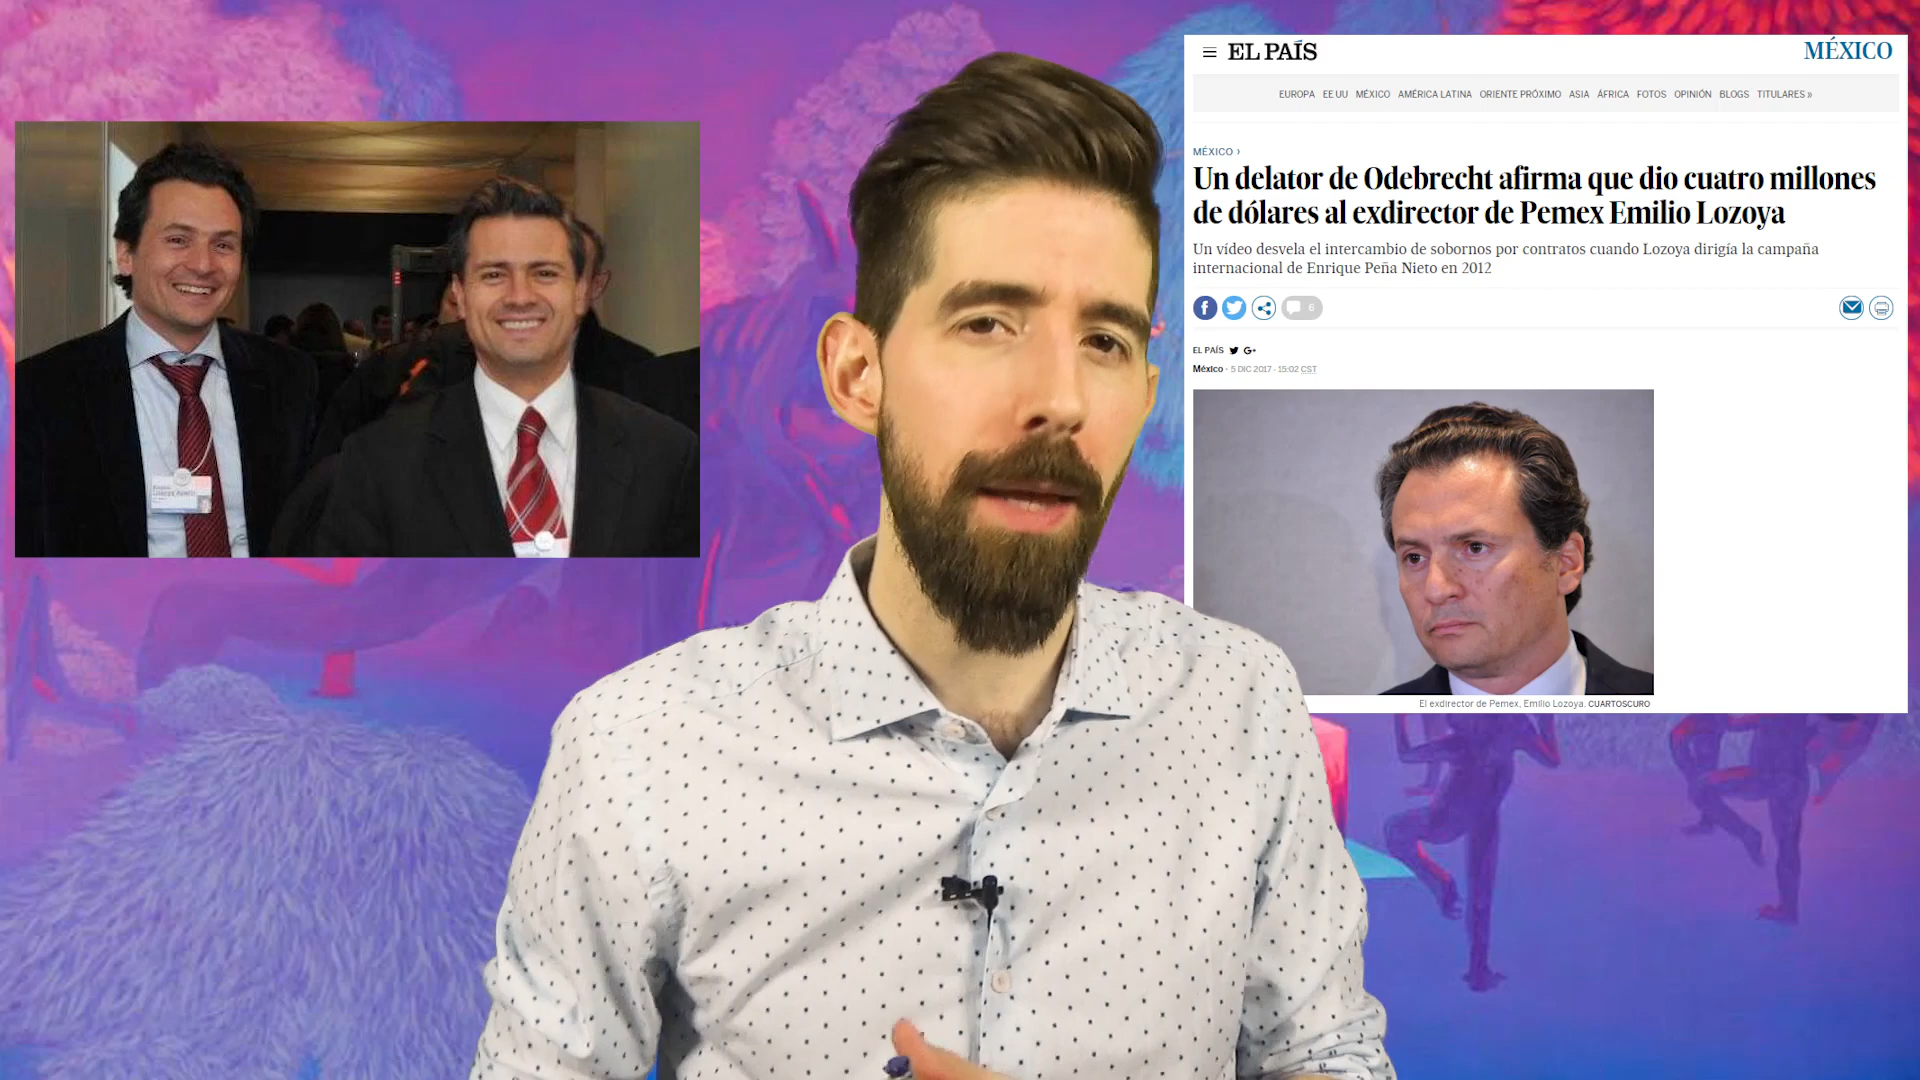 EL PAÍS
MÉXICO
EUROPA EE UU MÉXICO AMÉRICA LATINA ORIENTE PRÓXIMO ASIA ÁFRICA FOTOS OPINIÓN BLOGS TITULARES »
MÉXICO ›
Un delator de Odebrecht afirma que dio cuatro millones
de dólares al exdirector de Pemex Emilio Lozoya
Un vídeo desvela el intercambio de sobornos por contratos cuando Lozoya dirigía la campaña
internacional de Enrique Peña Nieto en 2012
6
EL PAÍS
México - 5 DIC 2017 - 15:02 CST
El exdirector de Pemex, Emilio Lozoya. CUARTOSCURO